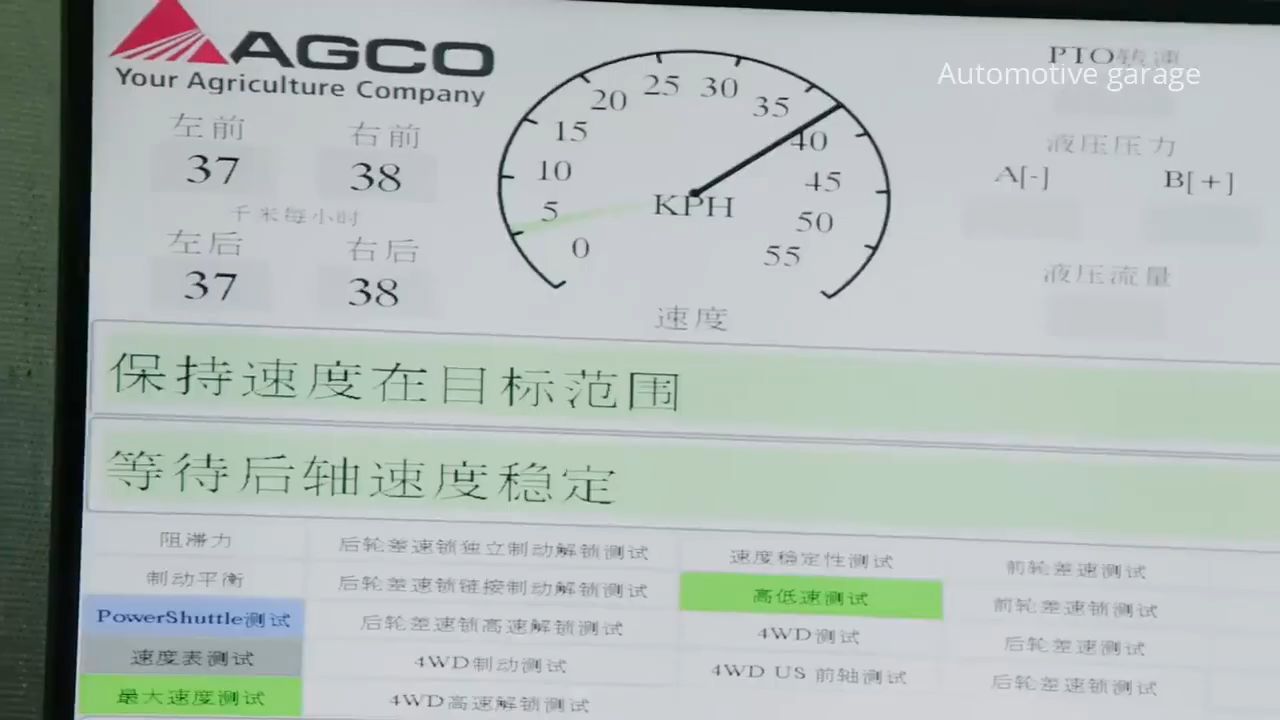 AGCO
Your Agriculture Company
左前 右前
37 38
千米每小时
左后 右后
37 38
0 5 10 15 20 25 30 35 40 45 50 55
KPH
速度
PTO转速
Automotive garage
液压压力
A[-] B[+]
液压流量
保持速度在目标范围
等待后轴速度稳定
阻滞力 后轮差速锁独立制动解锁测试 速度稳定性测试 前轮差速测试
制动平衡 后轮差速锁链接制动解锁测试 高低速测试 前轮差速锁测试
PowerShuttle测试 后轮差速锁高速解锁测试 4WD测试 后轮差速测试
速度表测试 4WD制动测试 4WD US 前轴测试 后轮差速锁测试
最大速度测试 4WD高速解锁测试